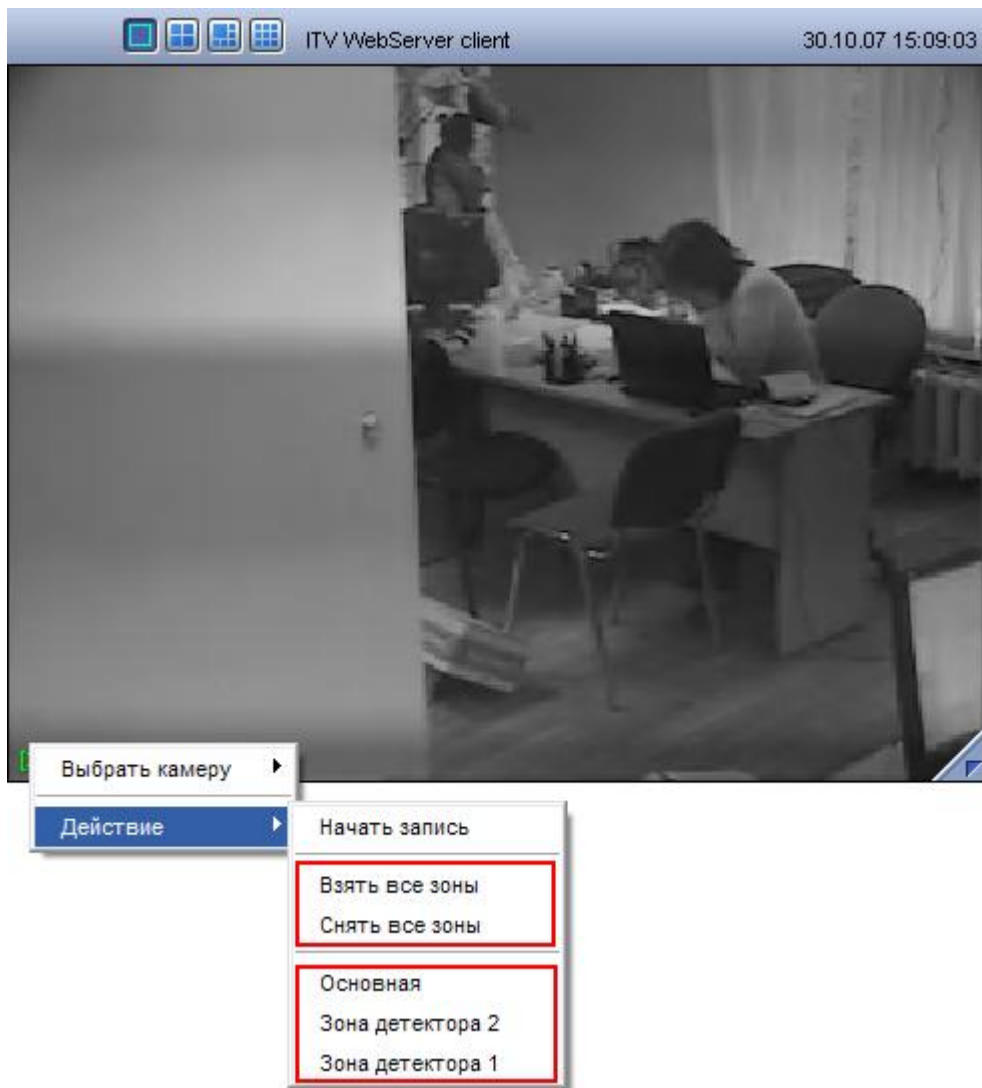 ITV WebServer client 30.10.07 15:09:03
Выбрать камеру
Действие
Начать запись
Взять все зоны
Снять все зоны
Основная
Зона детектора 2
Зона детектора 1